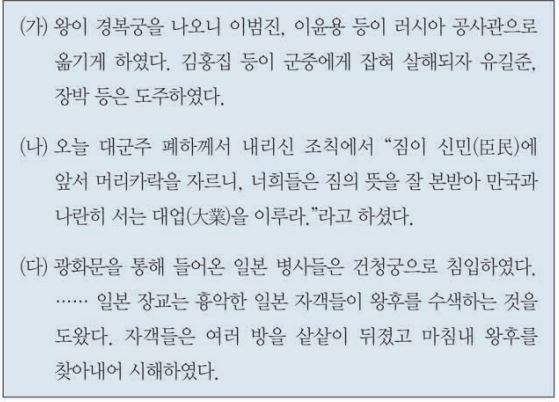 (가) 왕이 경복궁을 나오니 이범진, 이윤용 등이 러시아 공사관으로
옮기게 하였다. 김홍집 등이 군중에게 잡혀 살해되자 유길준,
장박 등은 도주하였다.
(나) 오늘 대군주 폐하께서 내리신 조칙에서 “짐이 신민(臣民)에
앞서 머리카락을 자르니, 너희들은 짐의 뜻을 잘 본받아 만국과
나란히 서는 대업(大業)을 이루라.”라고 하셨다.
(다) 광화문을 통해 들어온 일본 병사들은 건청궁으로 침입하였다.
…… 일본 장교는 흉악한 일본 자객들이 왕후를 수색하는 것을
도왔다. 자객들은 여러 방을 샅샅이 뒤졌고 마침내 왕후를
찾아내어 시해하였다.